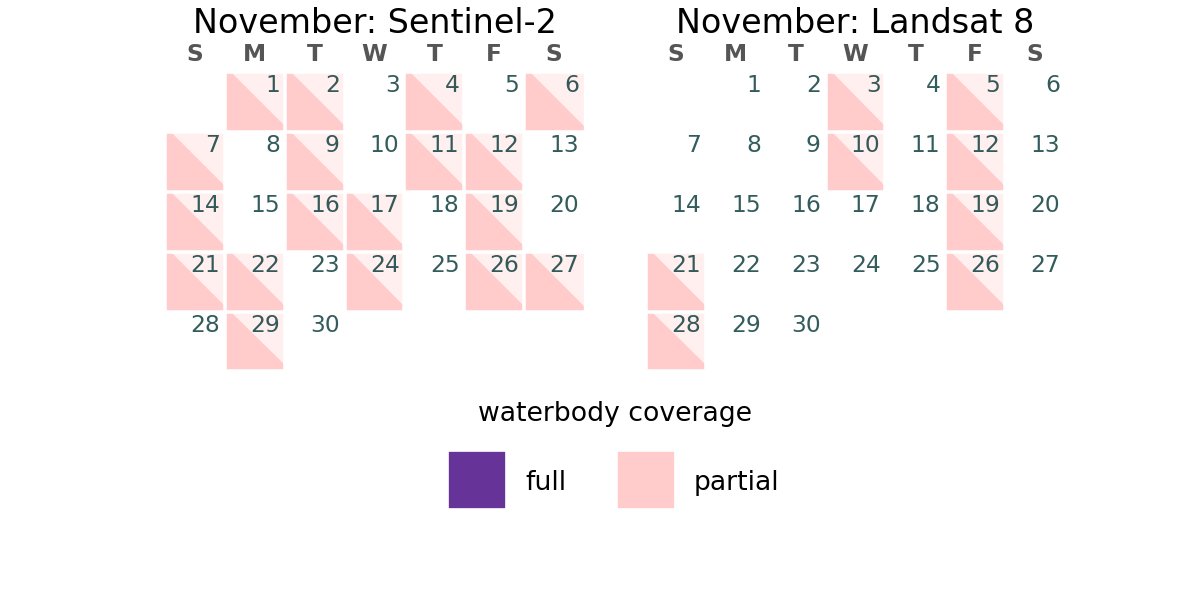 November: Sentinel-2
S M T W T F S
1 2 3 4 5 6
7 8 9 10 11 12 13
14 15 16 17 18 19 20
21 22 23 24 25 26 27
28 29 30
November: Landsat 8
S M T W T F S
1 2 3 4 5 6
7 8 9 10 11 12 13
14 15 16 17 18 19 20
21 22 23 24 25 26 27
28 29 30
waterbody coverage
full partial